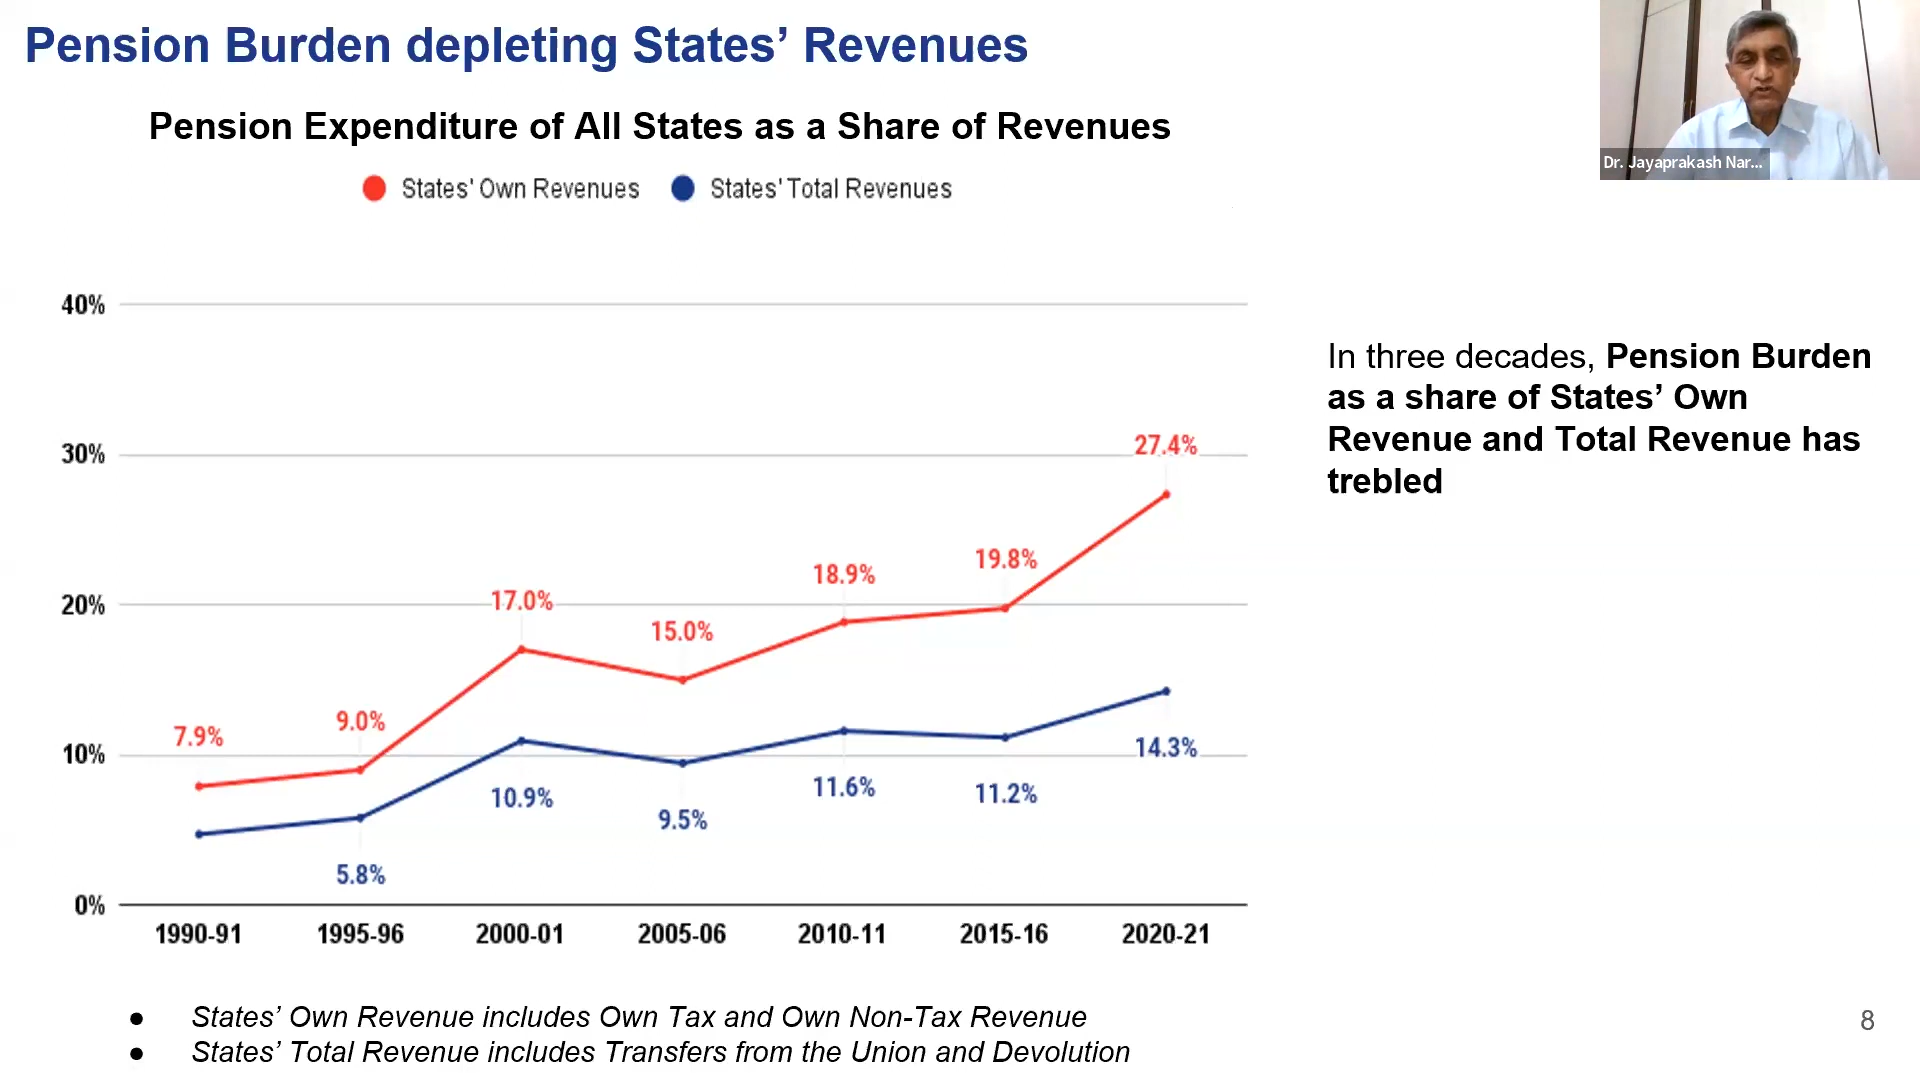 Pension Burden depleting States’ Revenues
Dr. Jayaprakash Nar...
Pension Expenditure of All States as a Share of Revenues
States' Own Revenues States' Total Revenues
40%
30%
20%
10%
0%
27.4%
19.8%
18.9%
17.0%
15.0%
9.0%
7.9%
14.3%
11.6%
11.2%
10.9%
9.5%
5.8%
1990-91 1995-96 2000-01 2005-06 2010-11 2015-16 2020-21
In three decades, Pension Burden
as a share of States’ Own
Revenue and Total Revenue has
trebled
● States’ Own Revenue includes Own Tax and Own Non-Tax Revenue
● States’ Total Revenue includes Transfers from the Union and Devolution
8